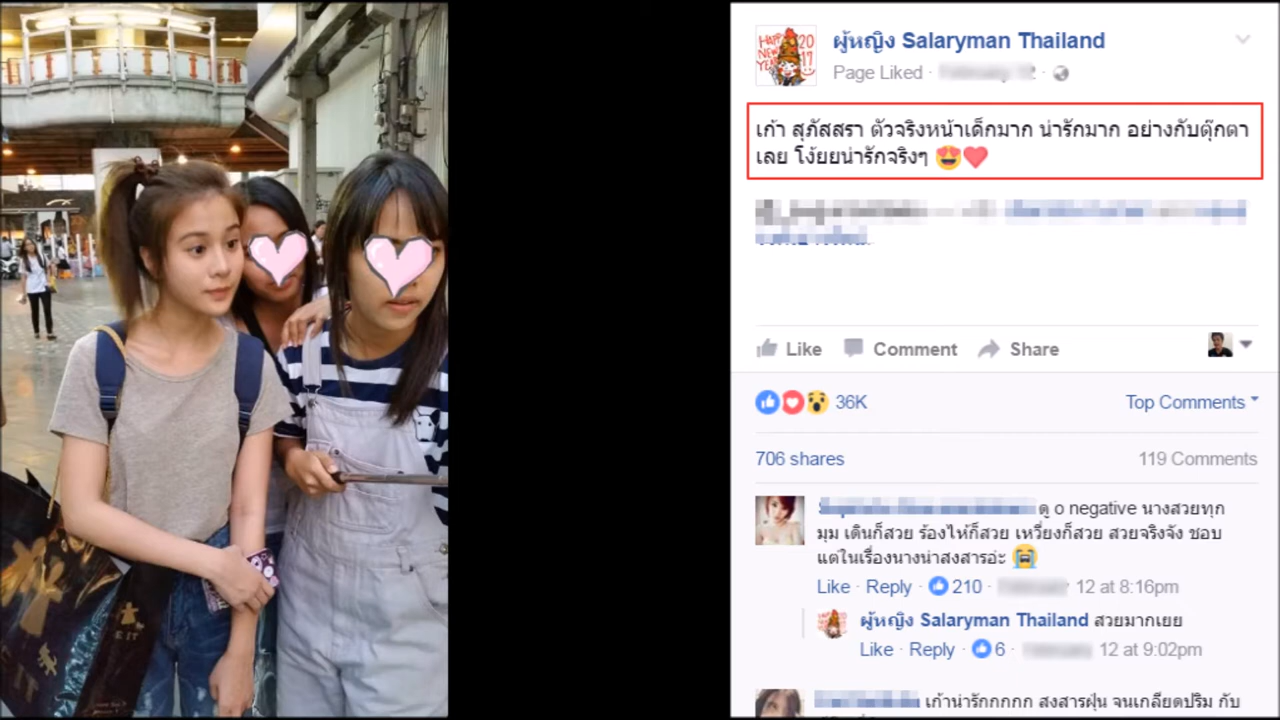 ผู้หญิง Salaryman Thailand
HAPPY 20
NEW 17
YEAR
Page Liked ·
เก้า สุภัสสรา ตัวจริงหน้าเด็กมาก น่ารักมาก อย่างกับตุ๊กตา
เลย โง้ยยน่ารักจริงๆ 😍❤️
Like Comment Share
36K Top Comments
706 shares 119 Comments
ดู o negative นางสวยทุก
มุม เดินก็สวย ร้องไห้ก็สวย เหวี่ยงก็สวย สวยจริงจัง ชอบ
แต่ในเรื่องนางน่าสงสารอ่ะ 😭
Like · Reply · 210 · 12 at 8:16pm
ผู้หญิง Salaryman Thailand สวยมากเยย
Like · Reply · 6 · 12 at 9:02pm
เก้าน่ารักกกกก สงสารฝุ่น จนเกลียดปริม กับ